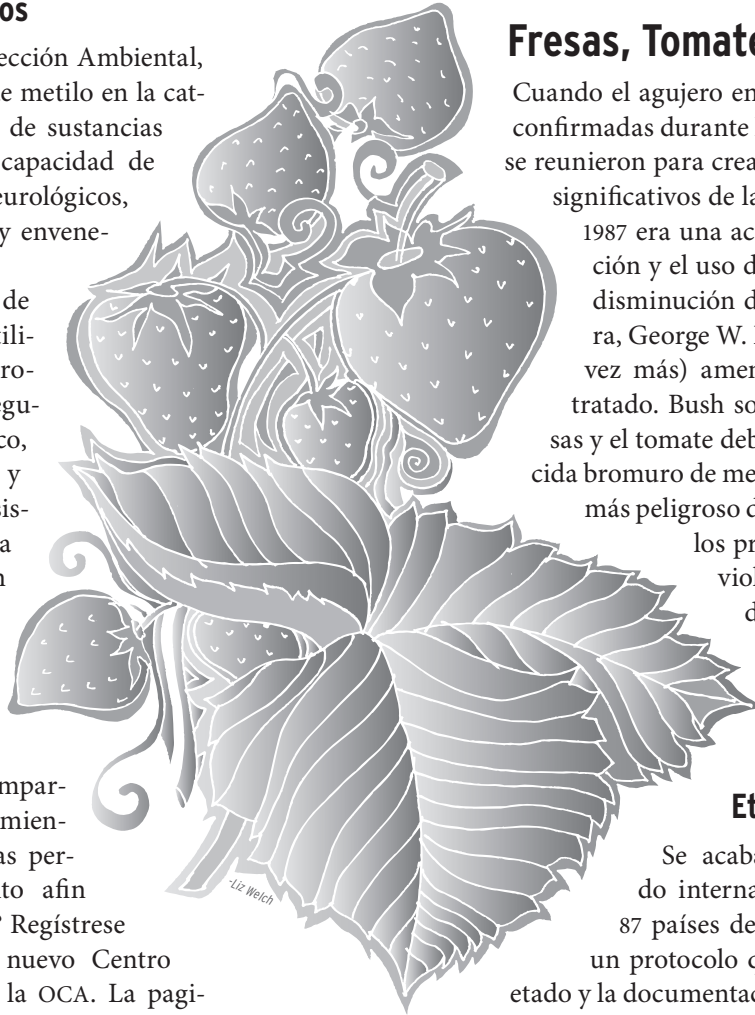 os
ección Ambiental,
e metilo en la cat-
de sustancias
capacidad de
eurológicos,
y envene-
de
tili-
ro-
egu-
co,
y
sis-
a
n
mpar-
mien-
as per-
to afin
? Regístrese
nuevo Centro
la OCA. La pagi-
-Liz Welch
Fresas, Tomate
Cuando el agujero en
confirmadas durante
se reunieron para crea
significativos de la
1987 era una ac
ción y el uso d
disminución d
ra, George W.
vez más) amen
tratado. Bush so
sas y el tomate deb
cida bromuro de me
más peligroso d
los pr
viol
d
Et
Se acaba
do interna
87 países de
un protocolo d
etado y la documentac